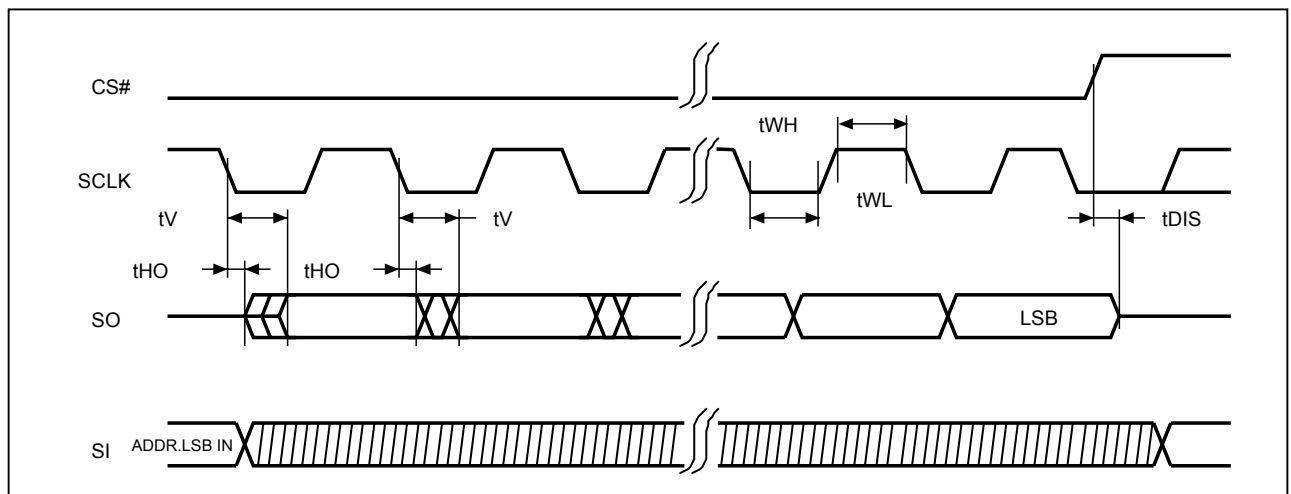 CS#
tWH
SCLK
tWL
tV
tV
tDIS
tHO
tHO
SO
LSB
SI
ADDR.LSB IN